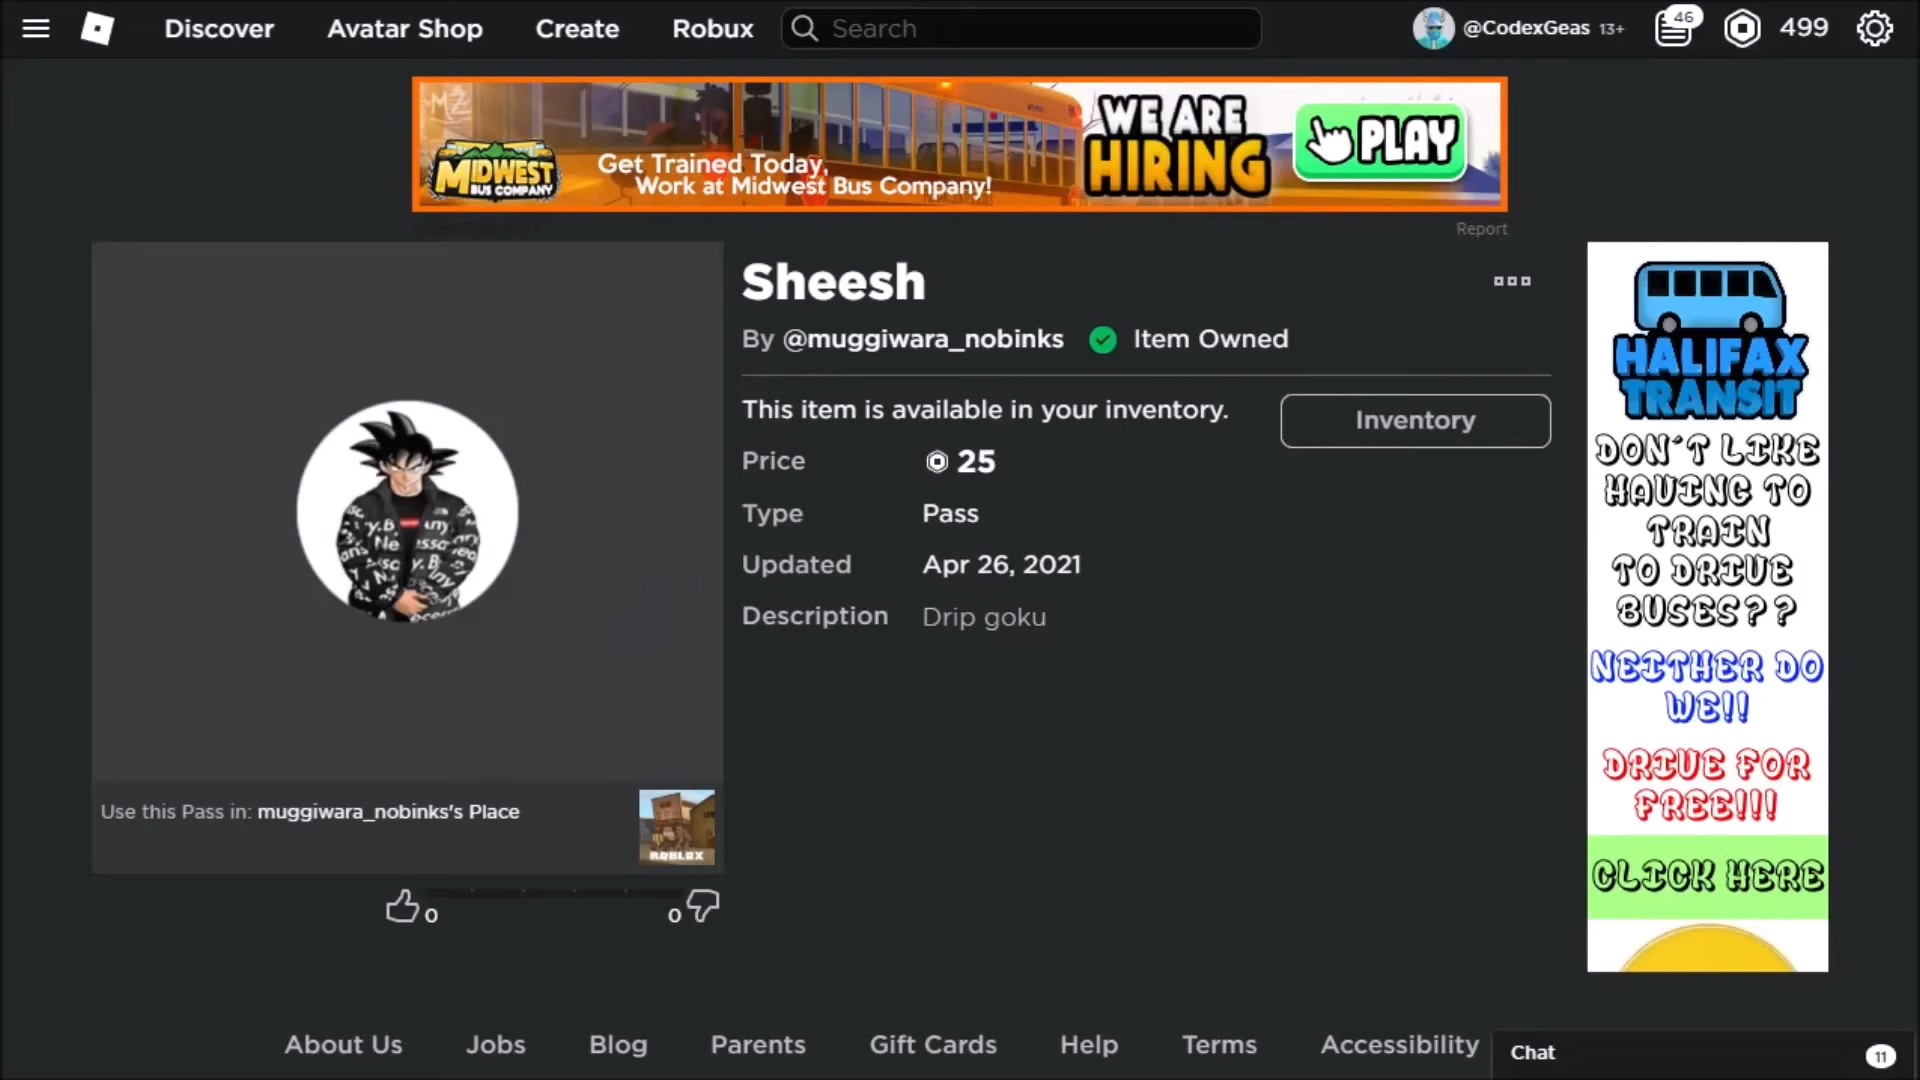 Discover
Avatar Shop
Create
Robux
Search
@CodexGeas 13+
46
499
MIDWEST
BUS COMPANY
Get Trained Today,
Work at Midwest Bus Company!
WE ARE
HIRING
PLAY
Report
Sheesh
By @muggiwara_nobinks
Item Owned
This item is available in your inventory.
Inventory
Price
25
Type
Pass
Updated
Apr 26, 2021
Description
Drip goku
Use this Pass in: muggiwara_nobinks's Place
ROBLOX
0
0
HALIFAX
TRANSIT
DON'T LIKE
HAVING TO
TRAIN
TO DRIVE
BUSES??
NEITHER DO
WE!!
DRIVE FOR
FREE!!!
CLICK HERE
About Us
Jobs
Blog
Parents
Gift Cards
Help
Terms
Accessibility
Chat
11